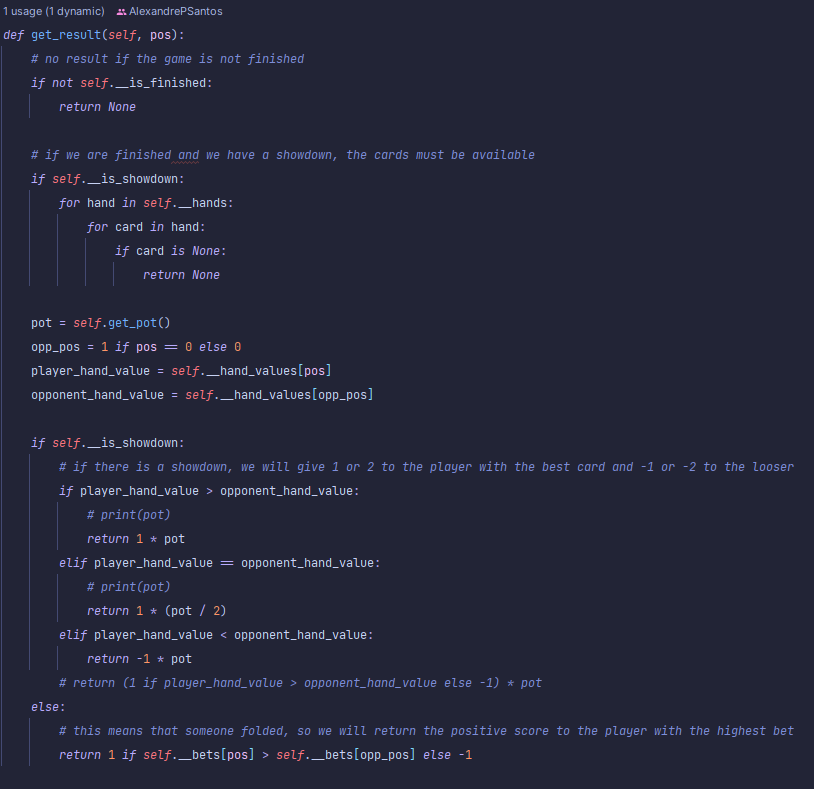 1 usage (1 dynamic) AlexandrePSantos
def get_result(self, pos):
    # no result if the game is not finished
    if not self.__is_finished:
        return None

    # if we are finished and we have a showdown, the cards must be available
    if self.__is_showdown:
        for hand in self.__hands:
            for card in hand:
                if card is None:
                    return None

    pot = self.get_pot()
    opp_pos = 1 if pos == 0 else 0
    player_hand_value = self.__hand_values[pos]
    opponent_hand_value = self.__hand_values[opp_pos]

    if self.__is_showdown:
        # if there is a showdown, we will give 1 or 2 to the player with the best card and -1 or -2 to the looser
        if player_hand_value > opponent_hand_value:
            # print(pot)
            return 1 * pot
        elif player_hand_value == opponent_hand_value:
            # print(pot)
            return 1 * (pot / 2)
        elif player_hand_value < opponent_hand_value:
            return -1 * pot
        # return (1 if player_hand_value > opponent_hand_value else -1) * pot
    else:
        # this means that someone folded, so we will return the positive score to the player with the highest bet
        return 1 if self.__bets[pos] > self.__bets[opp_pos] else -1